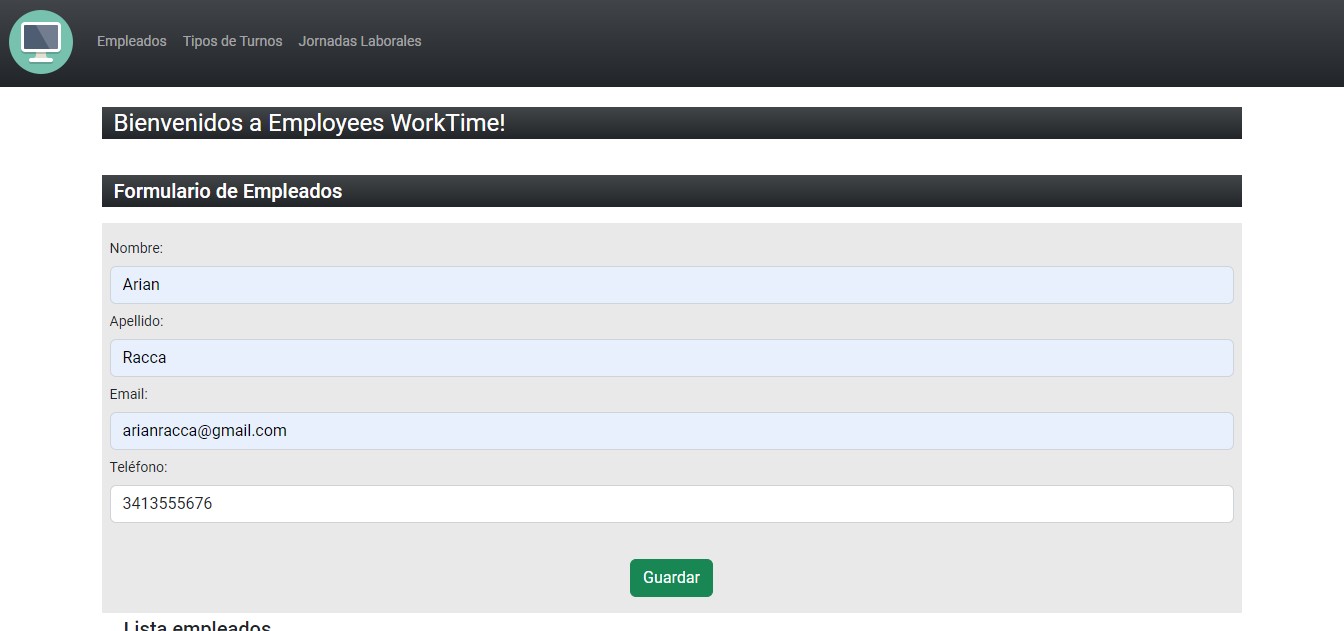 Empleados Tipos de Turnos Jornadas Laborales
Bienvenidos a Employees WorkTime!
Formulario de Empleados
Nombre:
Arian
Apellido:
Racca
Email:
arianracca@gmail.com
Teléfono:
3413555676
Guardar
Lista empleados